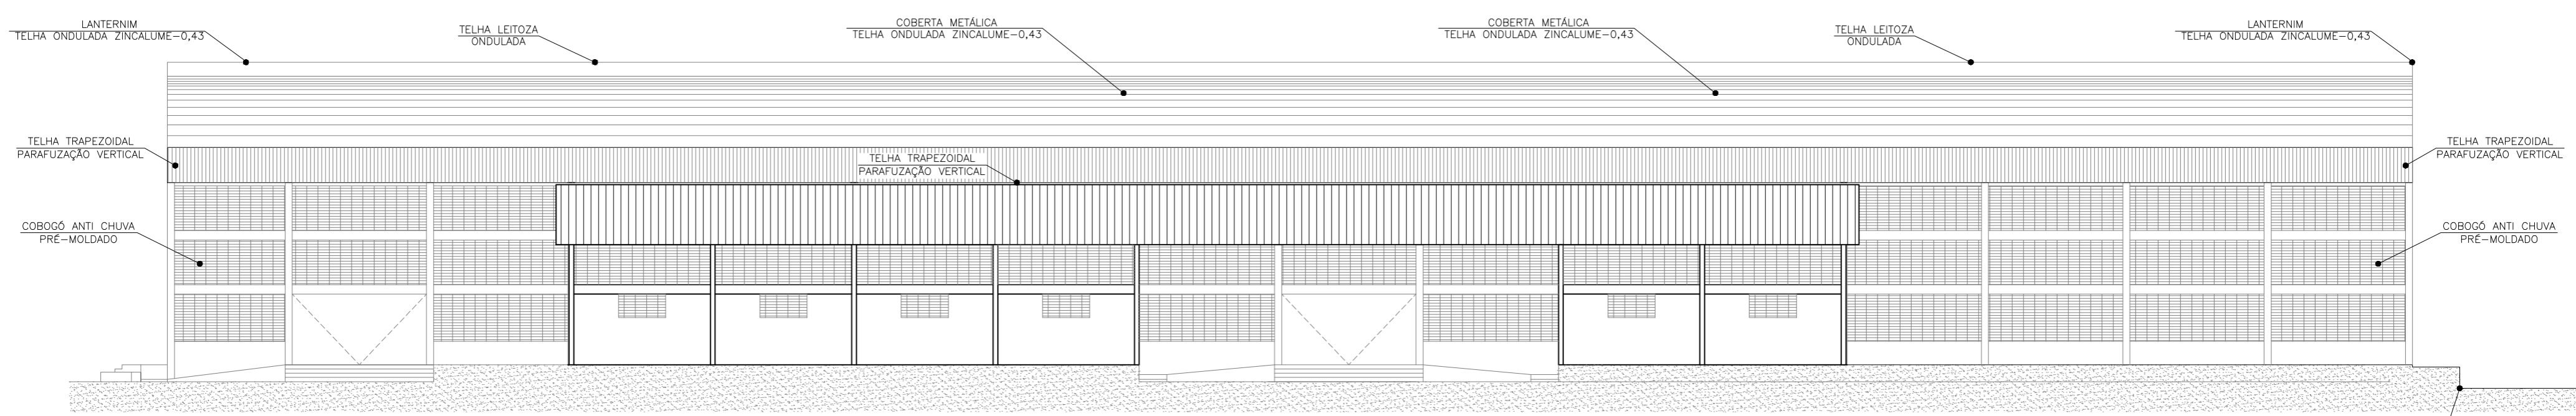 LANTERNIM
TELHA ONDULADA ZINCALUME-0,43
TELHA LEITOZA
ONDULADA
COBERTA METÁLICA
TELHA ONDULADA ZINCALUME-0,43
COBERTA METÁLICA
TELHA ONDULADA ZINCALUME-0,43
TELHA LEITOZA
ONDULADA
LANTERNIM
TELHA ONDULADA ZINCALUME-0,43
TELHA TRAPEZOIDAL
PARAFUZAÇÃO VERTICAL
TELHA TRAPEZOIDAL
PARAFUZAÇÃO VERTICAL
TELHA TRAPEZOIDAL
PARAFUZAÇÃO VERTICAL
COBOGÓ ANTI CHUVA
PRÉ-MOLDADO
COBOGÓ ANTI CHUVA
PRÉ-MOLDADO